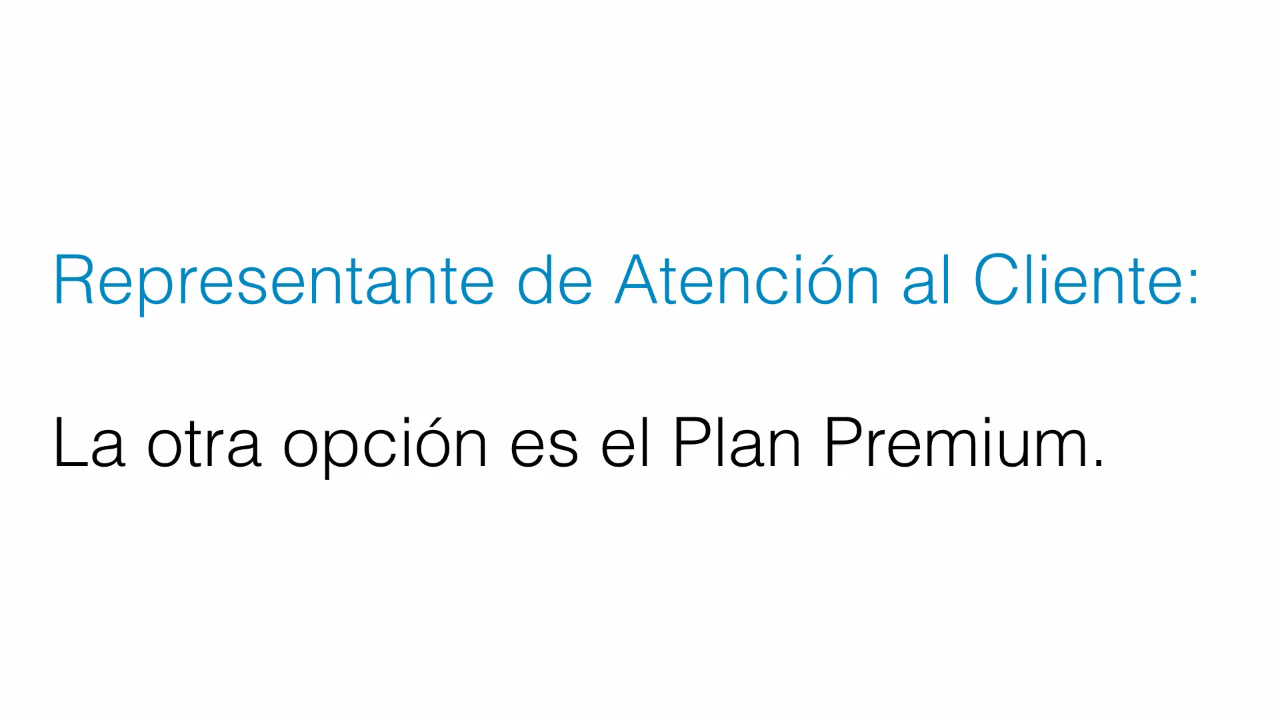 Representante de Atención al Cliente:
La otra opción es el Plan Premium.